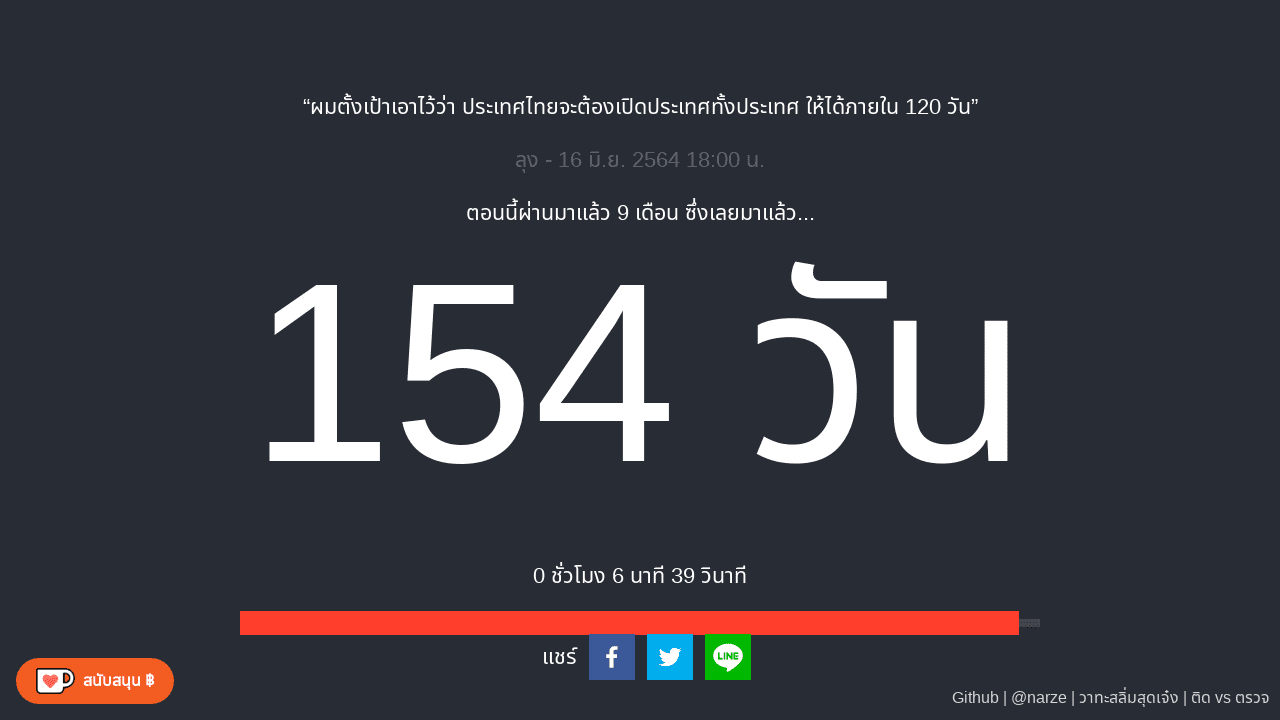 “ผมตั้งเป้าเอาไว้ว่า ประเทศไทยจะต้องเปิดประเทศทั้งประเทศ ให้ได้ภายใน 120 วัน”
ลุง - 16 มิ.ย. 2564 18:00 น.
ตอนนี้ผ่านมาแล้ว 9 เดือน ซึ่งเลยมาแล้ว...
154 วัน
0 ชั่วโมง 6 นาที 39 วินาที
แชร์
LINE
สนับสนุน ฿
Github | @narze | วาทะสลิ่มสุดเจ๋ง | ติด vs ตรวจ